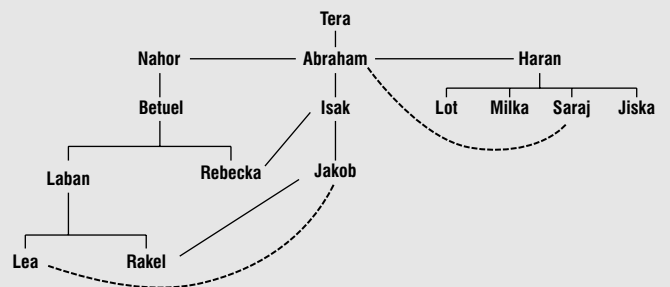 Tera
Nahor Abraham Haran
Betuel Isak Lot Milka Saraj Jiska
Laban Rebecka Jakob
Lea Rakel